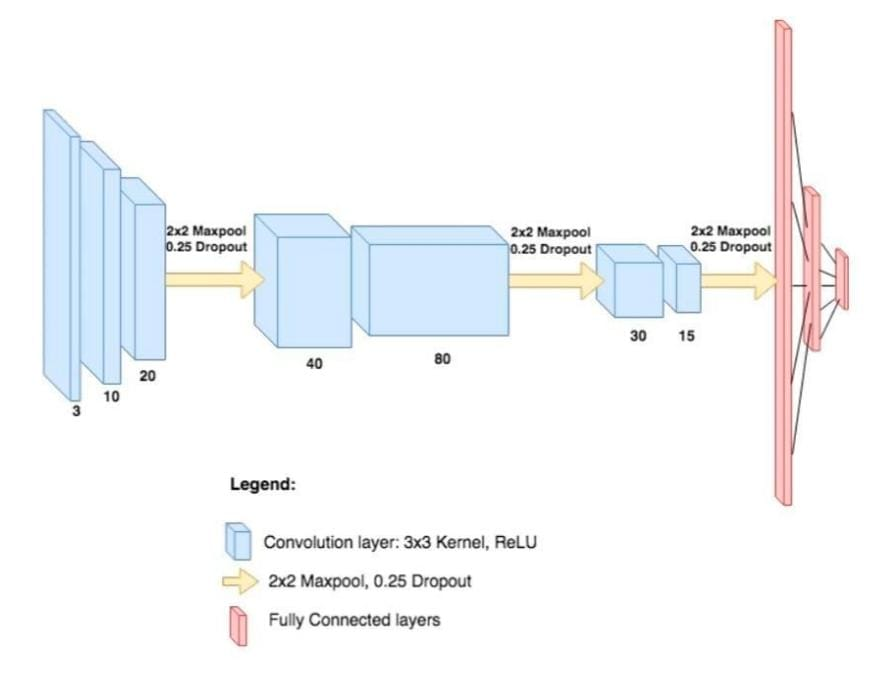 2x2 Maxpool
0.25 Dropout
2x2 Maxpool
0.25 Dropout
2x2 Maxpool
0.25 Dropout
3
10
20
40
80
30
15
Legend:
Convolution layer: 3x3 Kernel, ReLU
2x2 Maxpool, 0.25 Dropout
Fully Connected layers